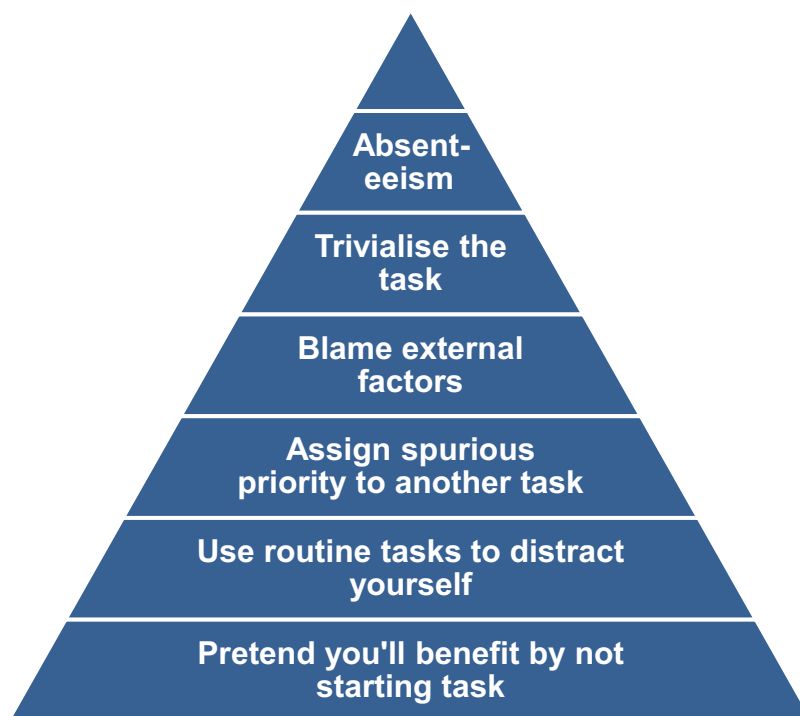 Absent-
eeism
Trivialise the
task
Blame external
factors
Assign spurious
priority to another task
Use routine tasks to distract
yourself
Pretend you'll benefit by not
starting task